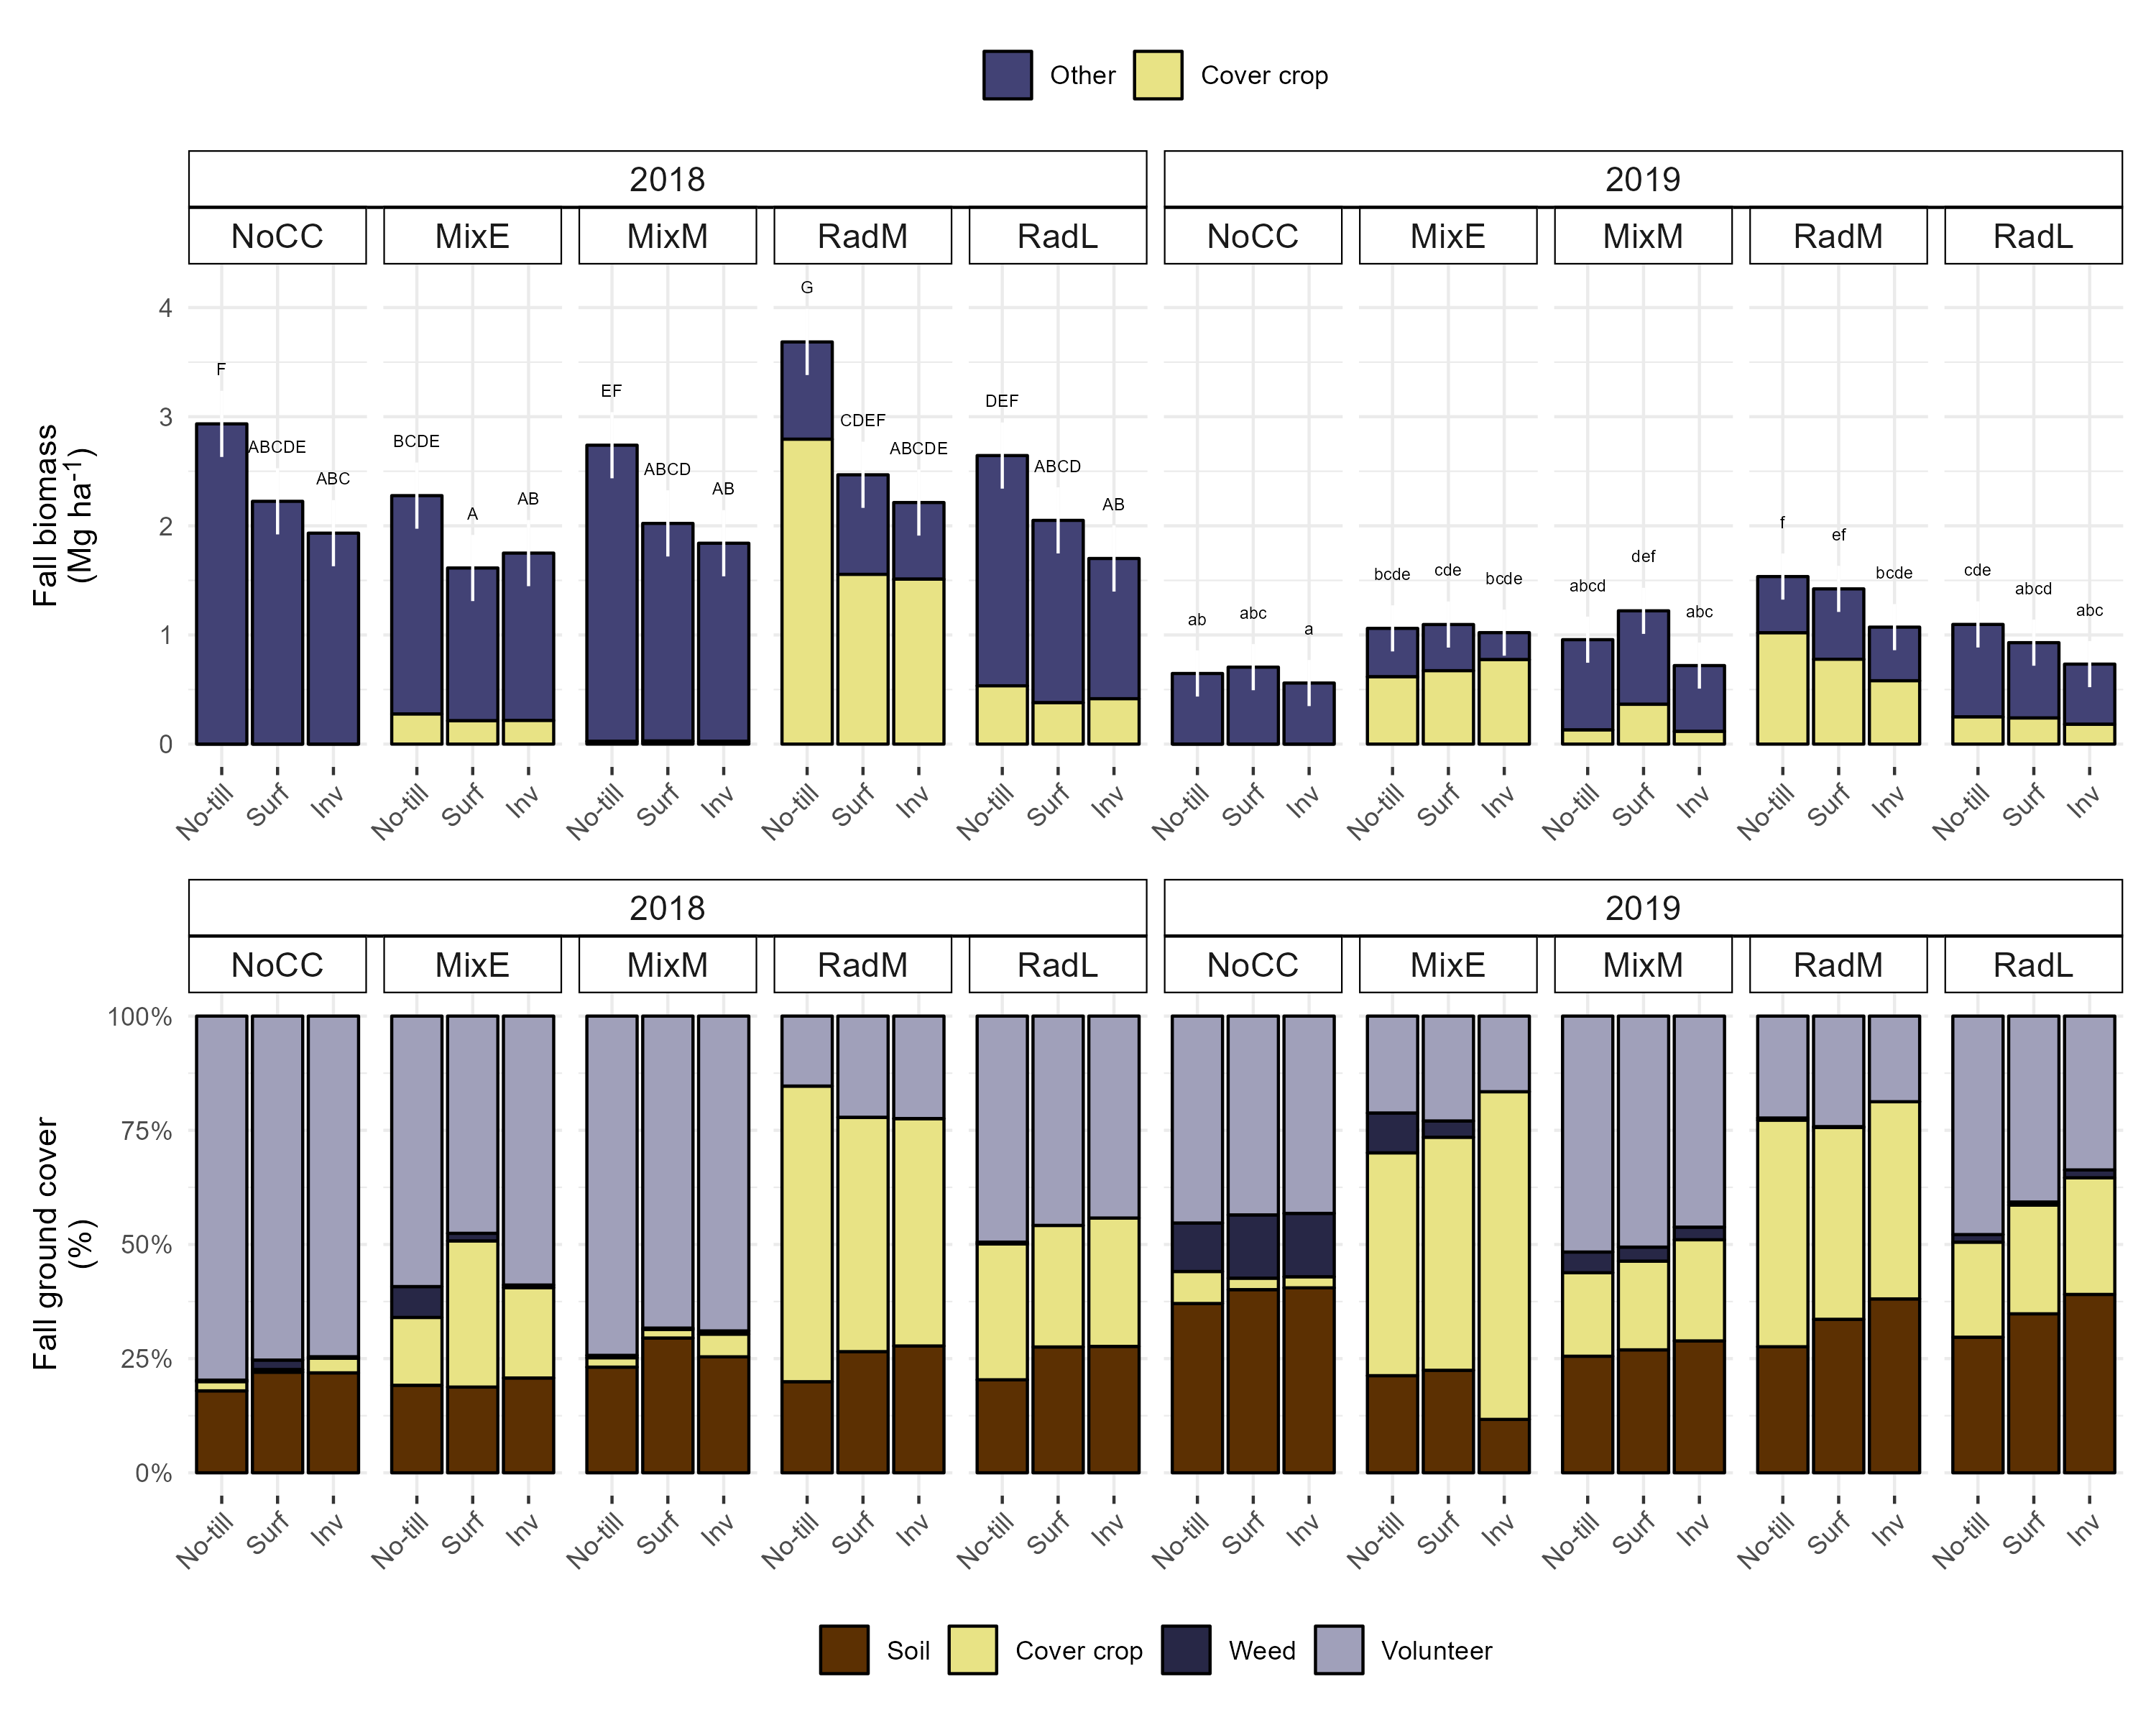 Other Cover crop
2018 2019
NoCC MixE MixM RadM RadL NoCC MixE MixM RadM RadL
Fall biomass
(Mg ha-1)
4
3
2
1
0
F ABCDE ABC BCDE A AB EF ABCD AB G CDEF ABCDE DEF ABCD AB ab abc a bcde cde bcde abcd def abc f ef bcde cde abcd abc
No-till Surf Inv No-till Surf Inv No-till Surf Inv No-till Surf Inv No-till Surf Inv No-till Surf Inv No-till Surf Inv No-till Surf Inv No-till Surf Inv No-till Surf Inv
2018 2019
NoCC MixE MixM RadM RadL NoCC MixE MixM RadM RadL
Fall ground cover
(%)
100%
75%
50%
25%
0%
No-till Surf Inv No-till Surf Inv No-till Surf Inv No-till Surf Inv No-till Surf Inv No-till Surf Inv No-till Surf Inv No-till Surf Inv No-till Surf Inv No-till Surf Inv
Soil Cover crop Weed Volunteer